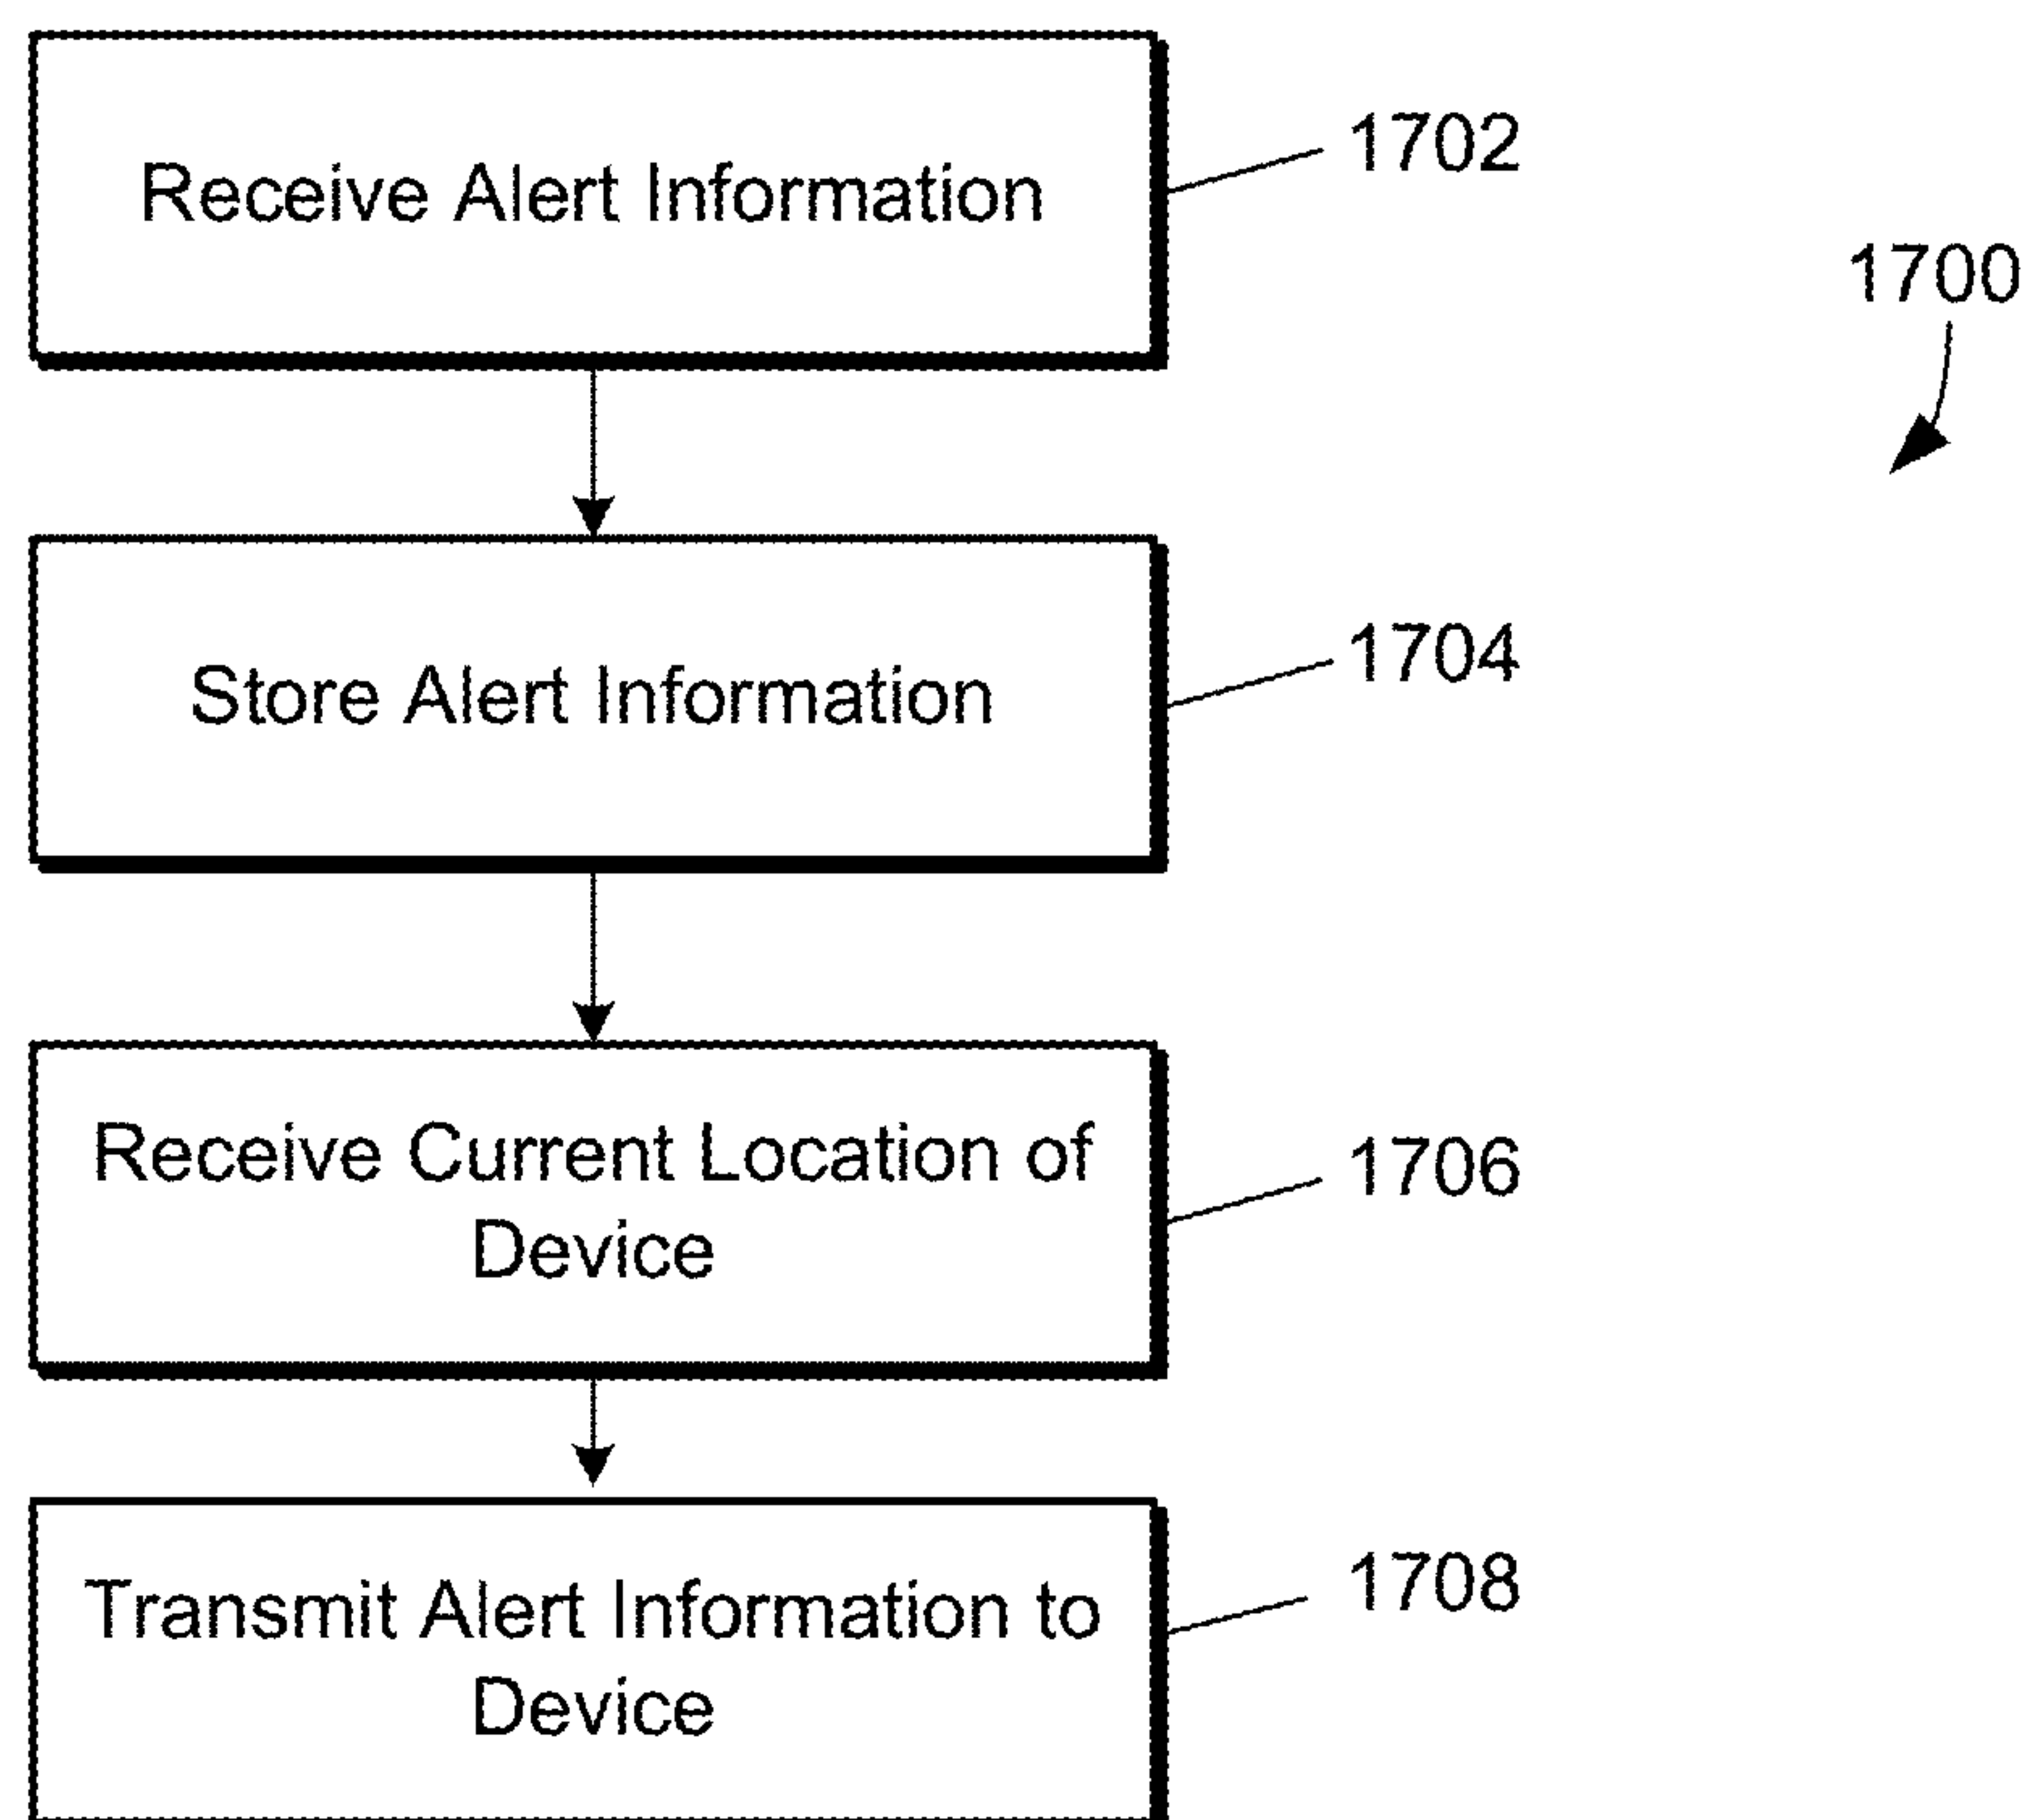 Receive Alert Information
1702
1700
Store Alert Information
1704
Receive Current Location of
Device
1706
Transmit Alert Information to
Device
1708